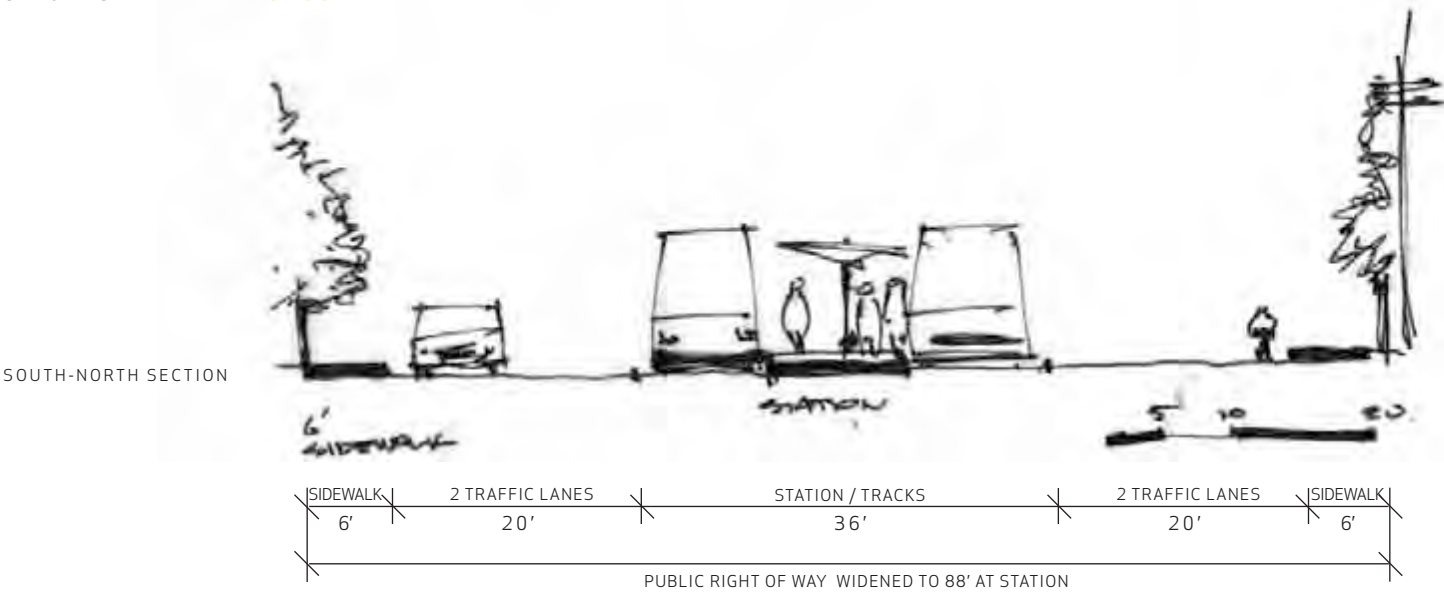 SOUTH-NORTH SECTION
6'
SIDEWALK
STATION
5' 10 20
SIDEWALK 2 TRAFFIC LANES STATION / TRACKS 2 TRAFFIC LANES SIDEWALK
6' 20' 36' 20' 6'
PUBLIC RIGHT OF WAY WIDENED TO 88' AT STATION